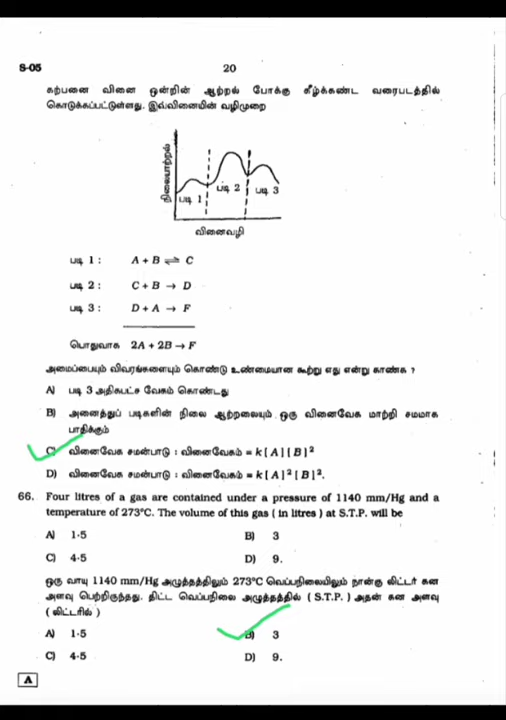 S-05
20
கற்பனை வினை ஒன்றின் ஆற்றல் போக்கு கீழ்க்கண்ட வரைபடத்தில்
கொடுக்கப்பட்டுள்ளது. இவ்வினையின் வழிமுறை
நிலையாற்றல்
படி 1 படி 2 படி 3
வினைவழி
படி 1 : A + B ⇌ C
படி 2 : C + B → D
படி 3 : D + A → F
பொதுவாக 2A + 2B → F
அமைப்பையும் விவரங்களையும் கொண்டு உண்மையான கூற்று எது என்று காண்க ?
A) படி 3 அதிகபட்ச வேகம் கொண்டது
B) அனைத்துப் படிகளின் நிலை ஆற்றலையும் ஒரு வினைவேக மாற்றி சமமாக
பாதிக்கும்
C) வினைவேக சமன்பாடு : வினைவேகம் = k [ A ] [ B ]²
D) வினைவேக சமன்பாடு : வினைவேகம் = k [ A ]² [ B ]².
66. Four litres of a gas are contained under a pressure of 1140 mm/Hg and a
temperature of 273°C. The volume of this gas ( in litres ) at S.T.P. will be
A) 1·5 B) 3
C) 4·5 D) 9.
ஒரு வாயு 1140 mm/Hg அழுத்தத்திலும் 273°C வெப்பநிலையிலும் நான்கு லிட்டர் கன
அளவு பெற்றிருந்தது. திட்ட வெப்பநிலை அழுத்தத்தில் ( S.T.P. ) அதன் கன அளவு
( லிட்டரில் )
A) 1·5 B) 3
C) 4·5 D) 9.
A